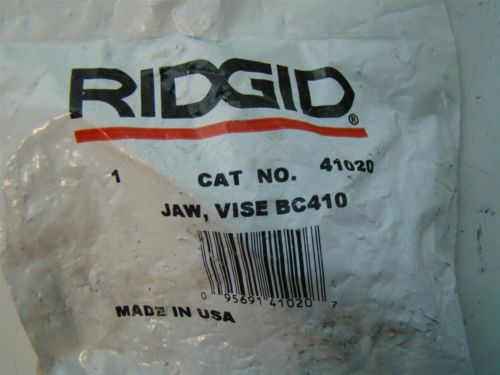 RIDGID®
1 CAT NO. 41020
JAW, VISE BC410
0 95691 41020 7
MADE IN USA